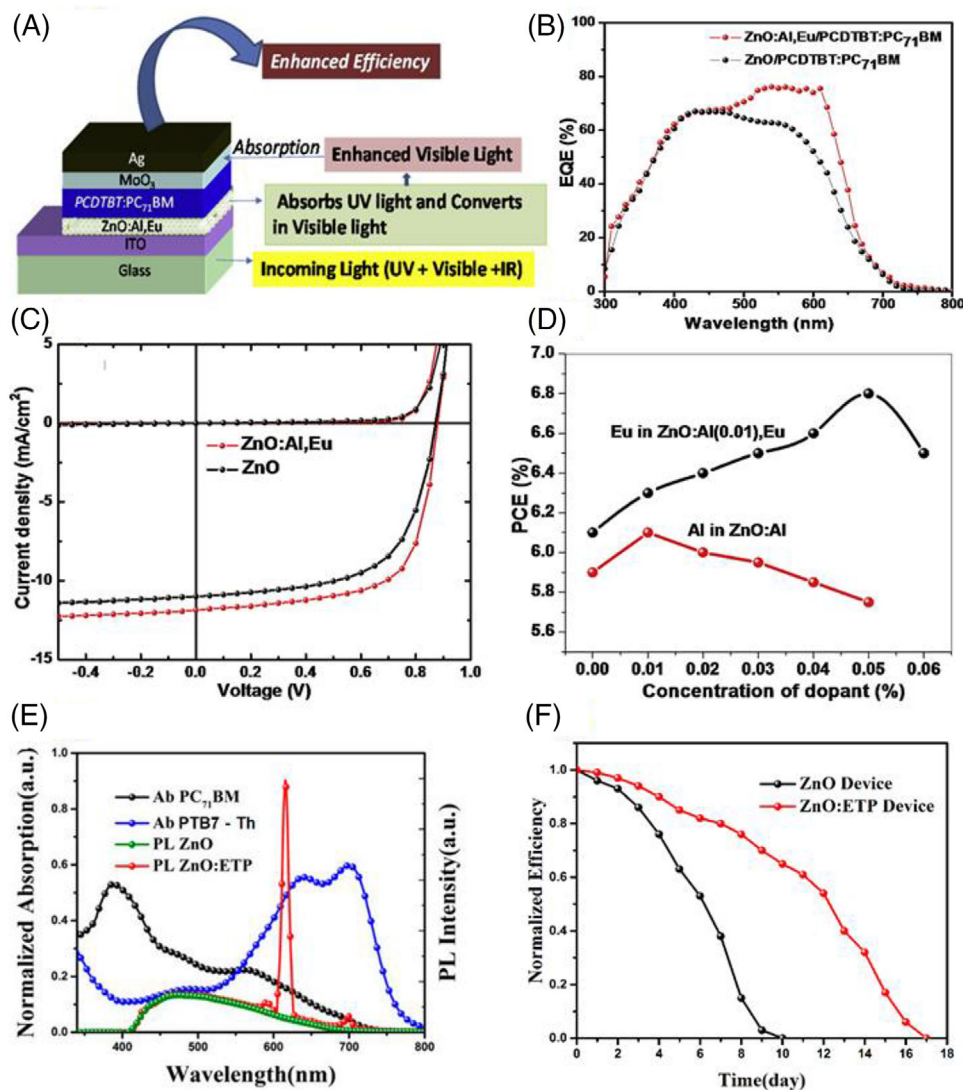 (A)
Enhanced Efficiency
Ag
MoO3
PCDTBT:PC71BM
ZnO:Al,Eu
ITO
Glass
Absorption
Enhanced Visible Light
Absorbs UV light and Converts
in Visible light
Incoming Light (UV + Visible +IR)
(B)
EQE (%)
100
80
60
40
20
0
ZnO:Al,Eu/PCDTBT:PC71BM
ZnO/PCDTBT:PC71BM
300 400 500 600 700 800
Wavelength (nm)
(C)
Current density (mA/cm2)
5
0
-5
-10
-15
ZnO:Al,Eu
ZnO
-0.4 -0.2 0.0 0.2 0.4 0.6 0.8 1.0
Voltage (V)
(D)
PCE (%)
7.0
6.8
6.6
6.4
6.2
6.0
5.8
5.6
Eu in ZnO:Al(0.01),Eu
Al in ZnO:Al
0.00 0.01 0.02 0.03 0.04 0.05 0.06
Concentration of dopant (%)
(E)
Normalized Absorption(a.u.)
1.0
0.8
0.6
0.4
0.2
0.0
Ab PC71BM
Ab PTB7 - Th
PL ZnO
PL ZnO:ETP
PL Intensity(a.u.)
400 500 600 700 800
Wavelength(nm)
(F)
Normalized Efficiency
1.0
0.8
0.6
0.4
0.2
0.0
ZnO Device
ZnO:ETP Device
0 2 4 6 8 10 12 14 16 18
Time(day)